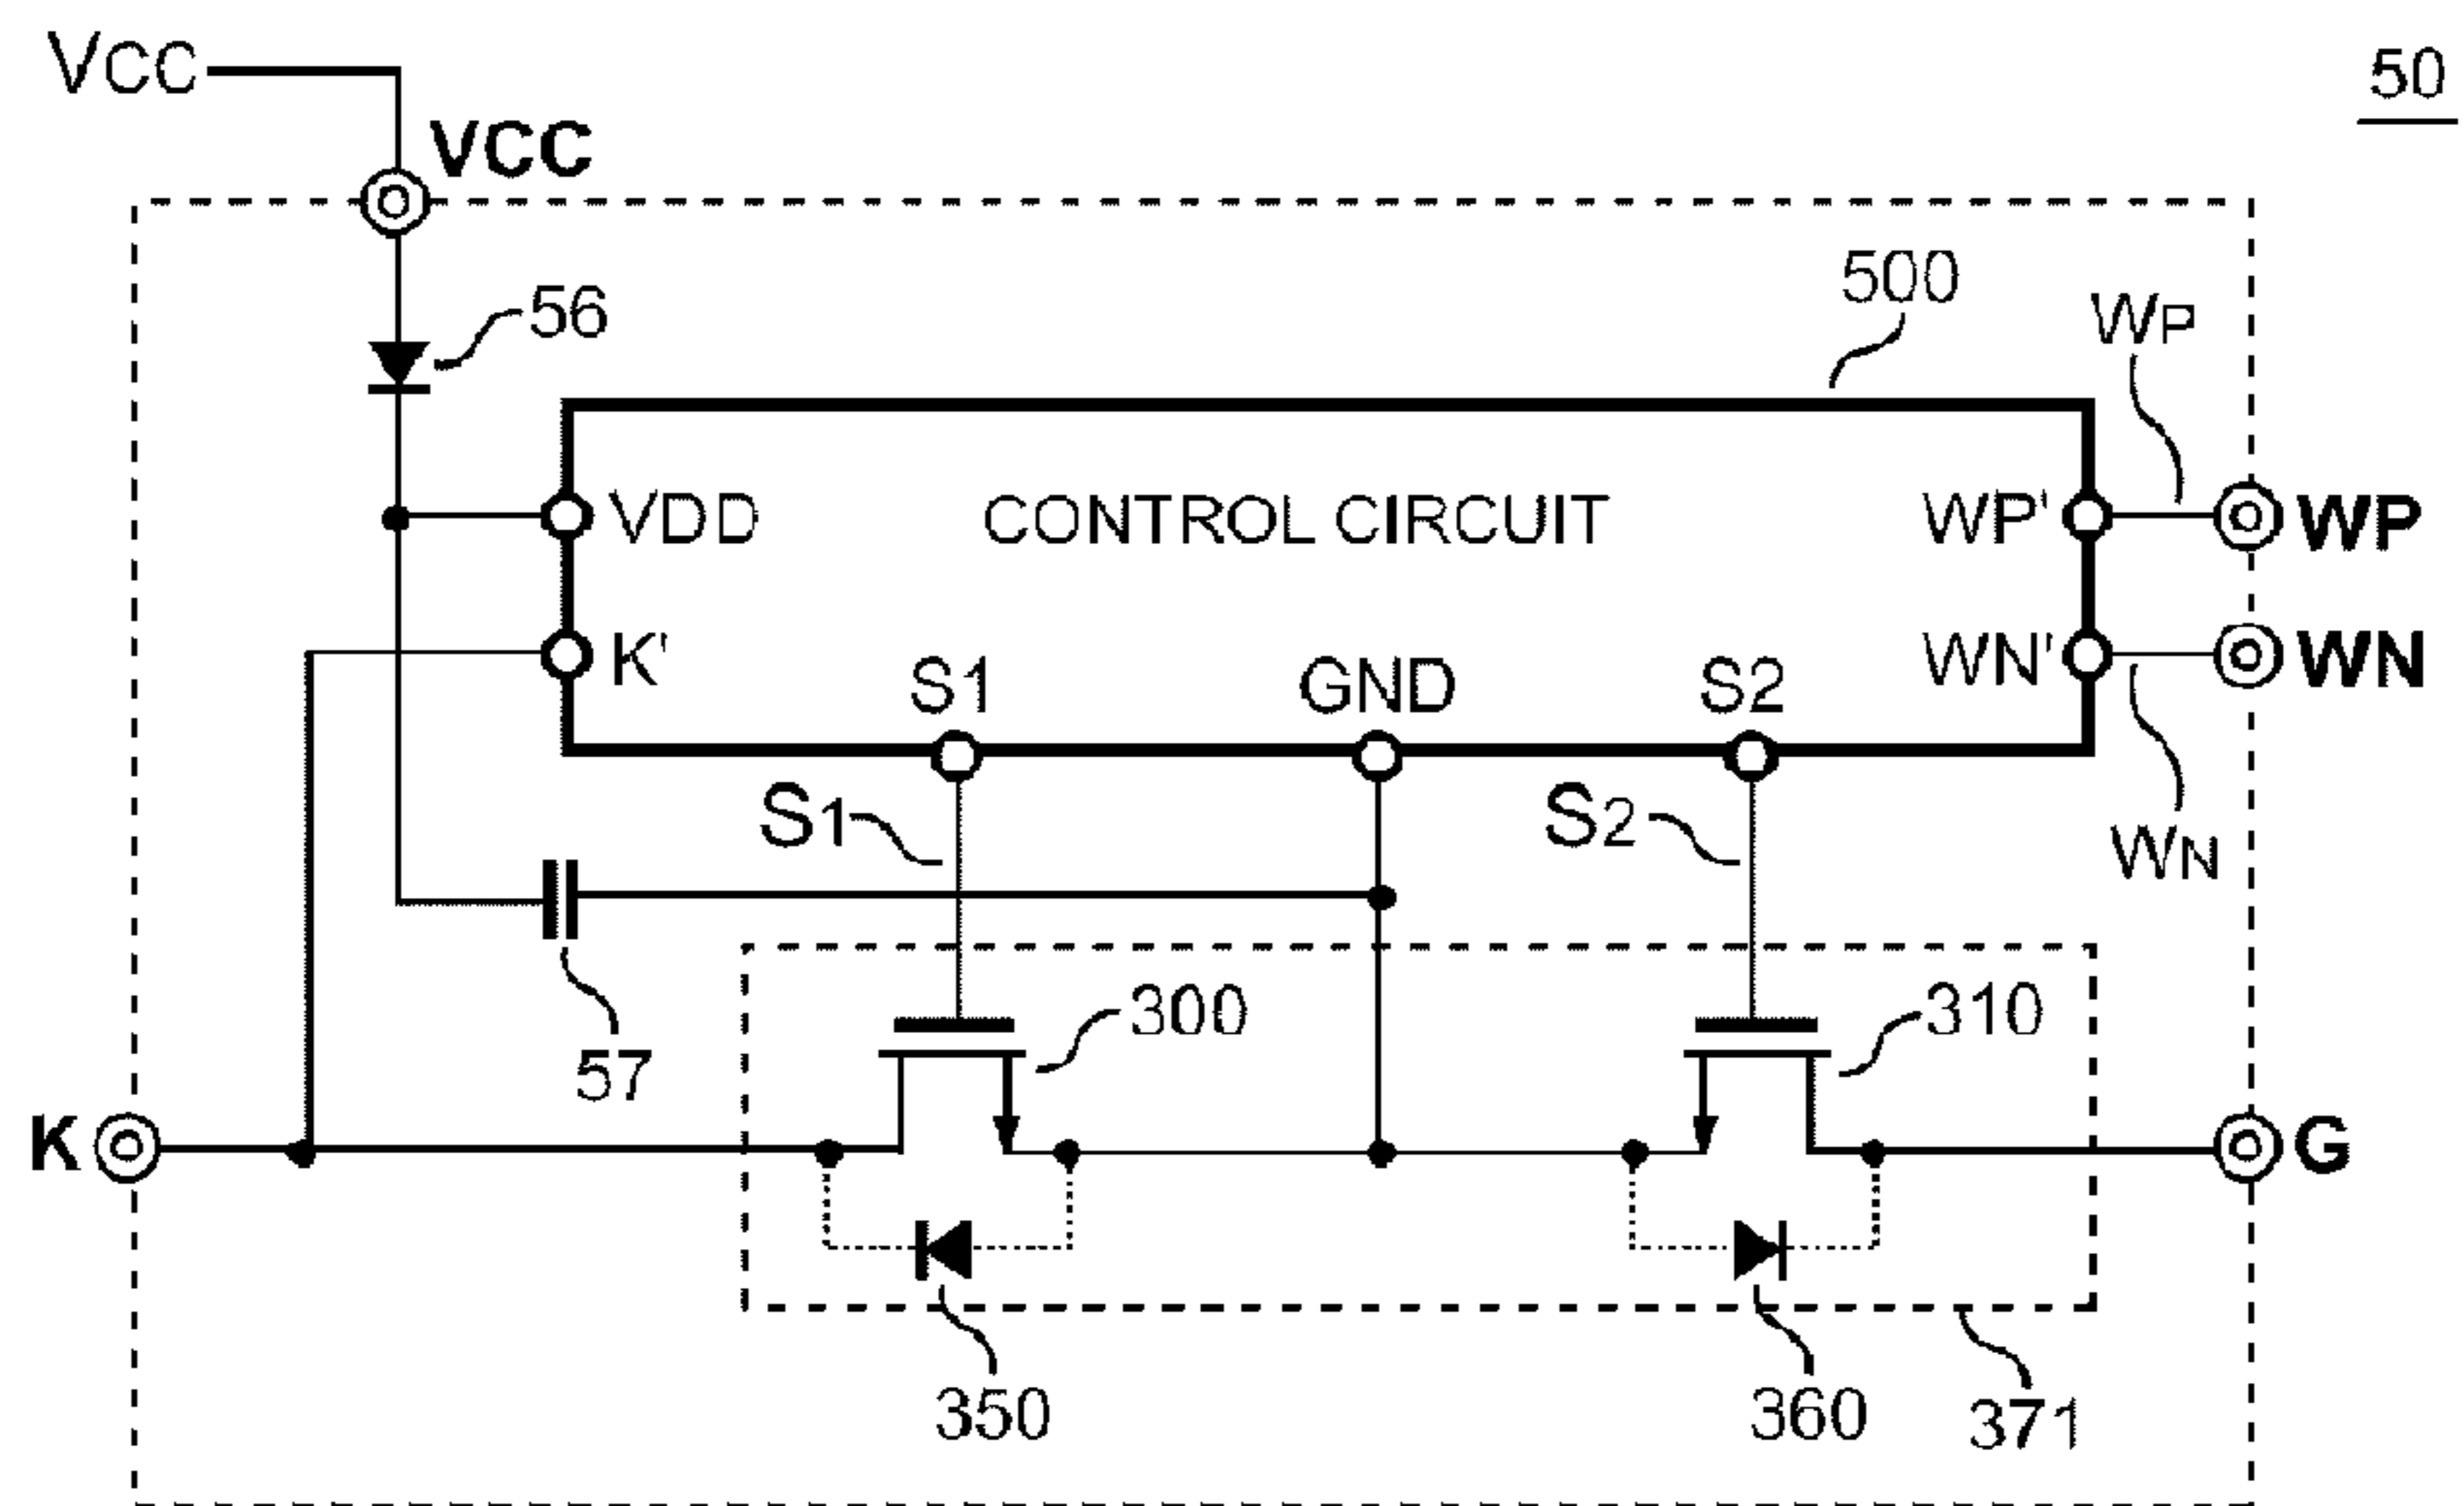 VCC
50
VCC
56
500
WP
VDD
CONTROL CIRCUIT
WP'
WP
K'
WN'
WN
S1
GND
S2
S1
S2
WN
57
300
310
K
G
350
360
371